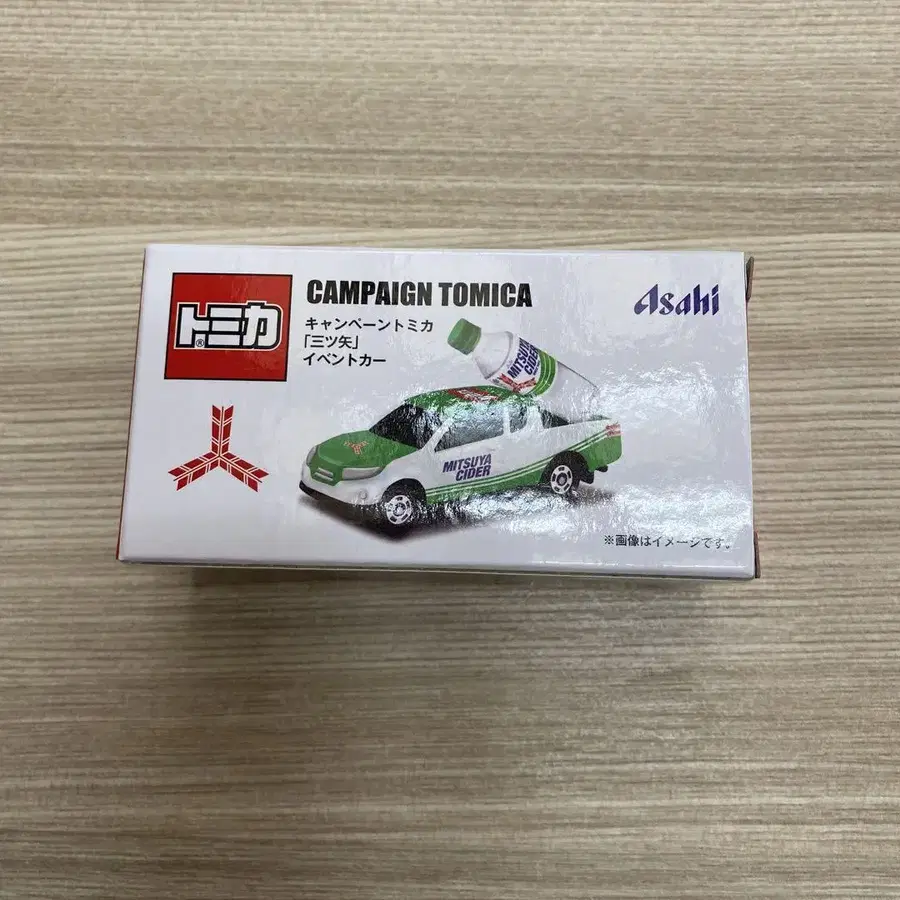 トミカ®
CAMPAIGN TOMICA
キャンペーントミカ
「三ツ矢」
イベントカー
Asahi
MITSUYA
CIDER
MITSUYA
CIDER
※画像はイメージです。